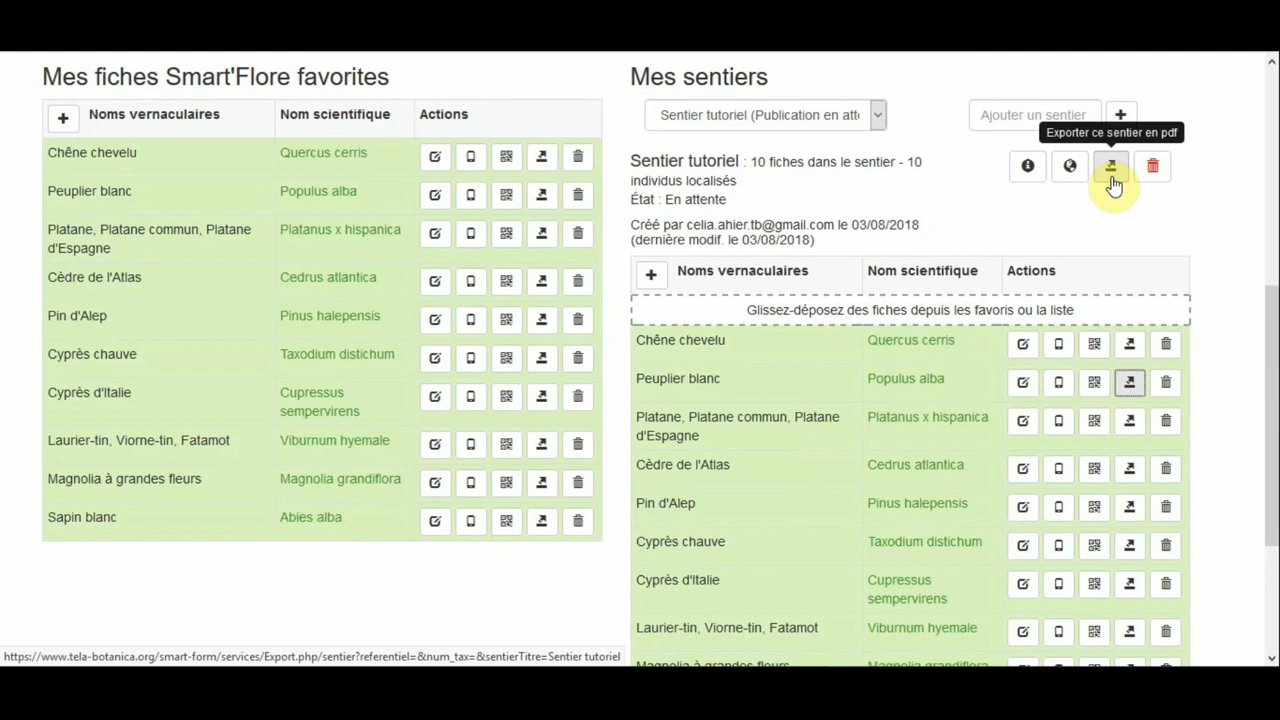 Mes fiches Smart'Flore favorites
Noms vernaculaires Nom scientifique Actions
Chêne chevelu Quercus cerris
Peuplier blanc Populus alba
Platane, Platane commun, Platane Platanus x hispanica
d'Espagne
Cèdre de l'Atlas Cedrus atlantica
Pin d'Alep Pinus halepensis
Cyprès chauve Taxodium distichum
Cyprès d'Italie Cupressus
sempervirens
Laurier-tin, Viorne-tin, Fatamot Viburnum hyemale
Magnolia à grandes fleurs Magnolia grandiflora
Sapin blanc Abies alba
Mes sentiers
Sentier tutoriel (Publication en atte
Ajouter un sentier
Exporter ce sentier en pdf
Sentier tutoriel : 10 fiches dans le sentier - 10
individus localisés
État : En attente
Créé par celia.ahier.tb@gmail.com le 03/08/2018
(dernière modif. le 03/08/2018)
Noms vernaculaires Nom scientifique Actions
Glissez-déposez des fiches depuis les favoris ou la liste
Chêne chevelu Quercus cerris
Peuplier blanc Populus alba
Platane, Platane commun, Platane Platanus x hispanica
d'Espagne
Cèdre de l'Atlas Cedrus atlantica
Pin d'Alep Pinus halepensis
Cyprès chauve Taxodium distichum
Cyprès d'Italie Cupressus
sempervirens
Laurier-tin, Viorne-tin, Fatamot Viburnum hyemale
Magnolia à grandes fleurs Magnolia grandiflora
https://www.tela-botanica.org/smart-form/services/Export.php/sentier?referentiel=&num_tax=&sentierTitre=Sentier tutoriel